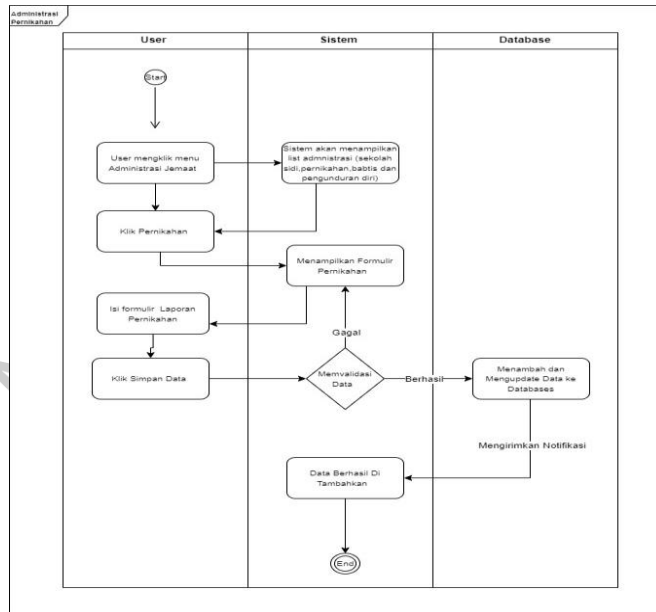 Administrasi
Pernikahan
User
Sistem
Database
Start
User mengklik menu
Administrasi Jemaat
Sistem akan menampilkan
list admnistrasi (sekolah
sidi,pernikahan,babtis dan
pengunduran diri)
Klik Pernikahan
Menampilkan Formulir
Pernikahan
Isi formulir Laporan
Pernikahan
Gagal
Klik Simpan Data
Memvalidasi
Data
Berhasil
Menambah dan
Mengupdate Data ke
Databases
Mengirimkan Notifikasi
Data Berhasil Di
Tambahkan
End